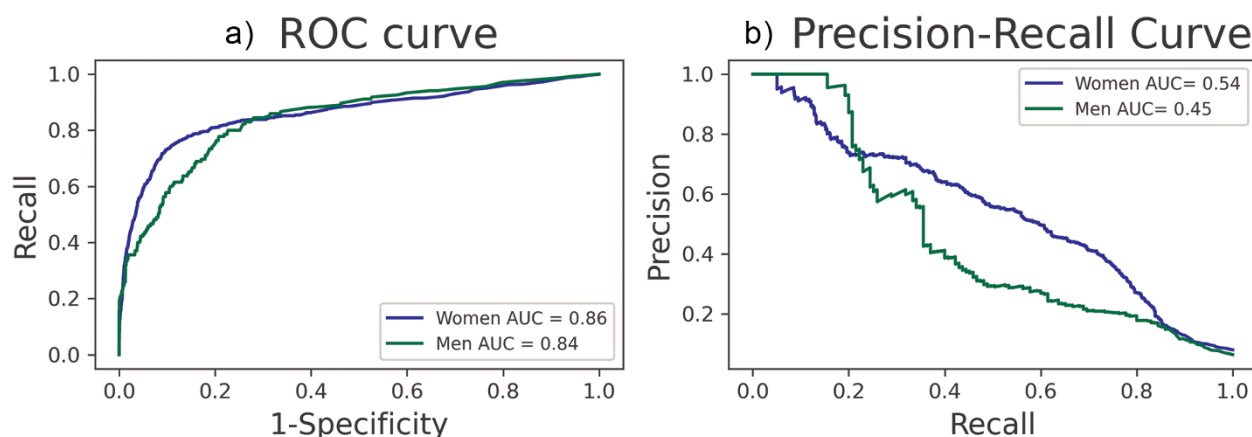 a) ROC curve
1.0
0.8
0.6
0.4
0.2
0.0
Recall
Women AUC = 0.86
Men AUC = 0.84
0.0 0.2 0.4 0.6 0.8 1.0
1-Specificity
b) Precision-Recall Curve
1.0
0.8
0.6
0.4
0.2
Precision
Women AUC= 0.54
Men AUC= 0.45
0.0 0.2 0.4 0.6 0.8 1.0
Recall